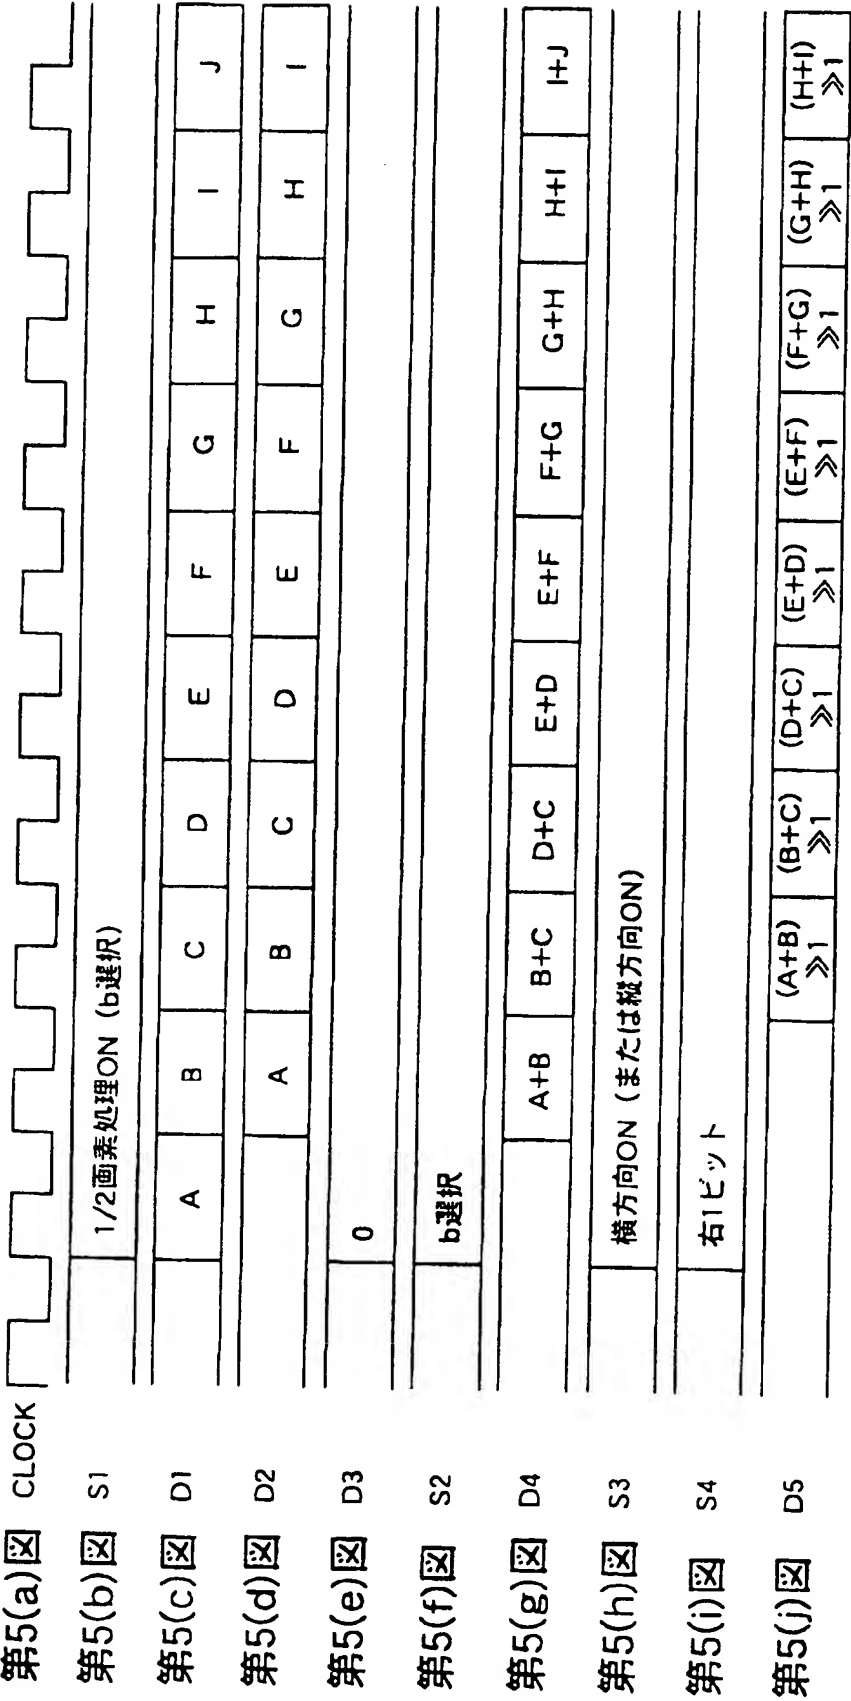 第5(a)図 CLOCK
第5(b)図 S1 1/2画素処理ON (b選択)
第5(c)図 D1 A B C D E F G H I J
第5(d)図 D2 A B C D E F G H I
第5(e)図 D3 0
第5(f)図 S2 b選択
第5(g)図 D4 A+B B+C D+C E+D E+F F+G G+H H+I I+J
第5(h)図 S3 横方向ON (または縦方向ON)
第5(i)図 S4 右1ビット
第5(j)図 D5 (A+B) (B+C) (D+C) (E+D) (E+F) (F+G) (G+H) (H+I)
≫1 ≫1 ≫1 ≫1 ≫1 ≫1 ≫1 ≫1